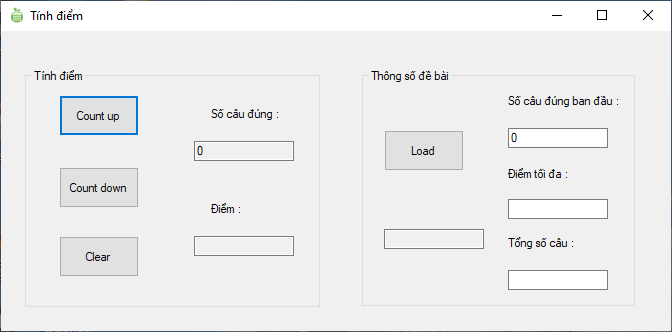 Tính điểm
Tính điểm
Count up
Số câu đúng :
0
Count down
Điểm :
Clear
Thông số đề bài
Số câu đúng ban đầu :
0
Load
Điểm tối đa :
Tổng số câu :